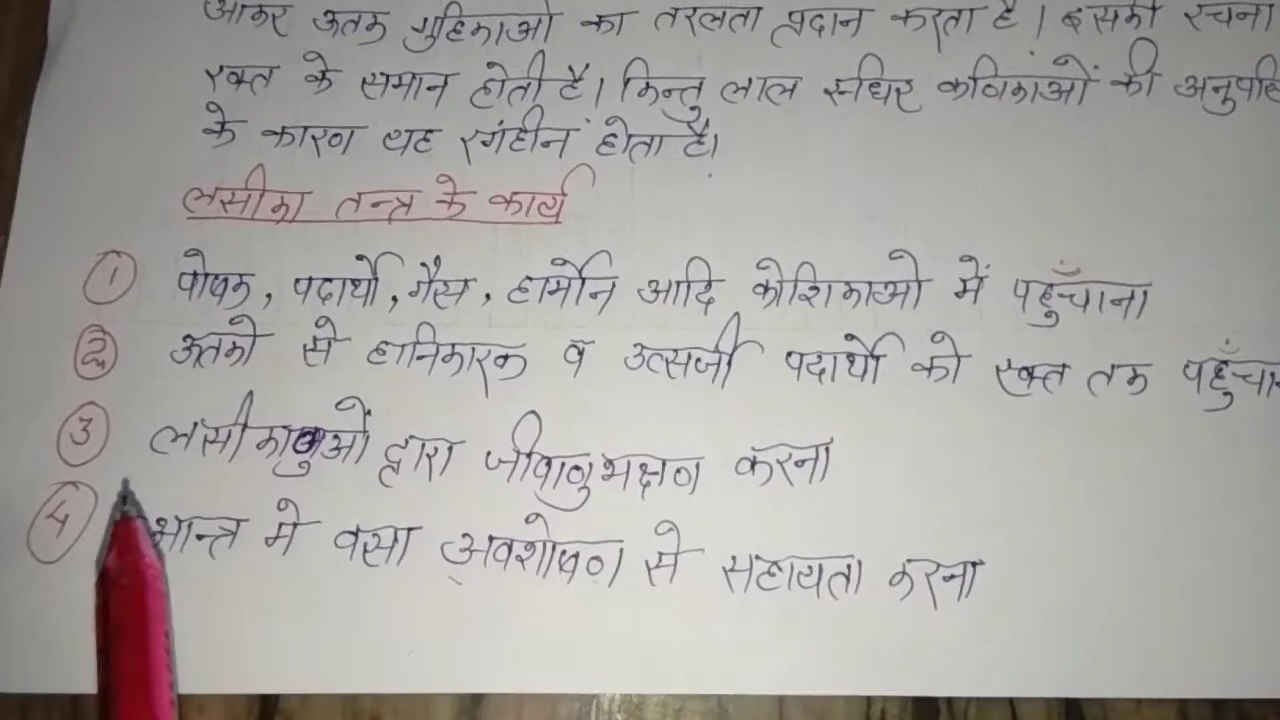 आकर ऊतक गुहिकाओ को तरलता प्रदान करता है। इसकी रचना
रक्त के समान होती है। किन्तु लाल रुधिर कणिकाओं की
के कारण यह रंगहीन होता है।
लसीका तन्त्र के कार्य
① पोषक, पदार्थो, गैस, हार्मोन आदि कोशिकाओ में पहुँचाना
② ऊतको से हानिकारक व उत्सर्जी पदार्थो को रक्त तक
③ लसीकाणुओं द्वारा जीवाणुभक्षण करना
④ आन्त्र मे वसा अवशोषण से सहायता करना